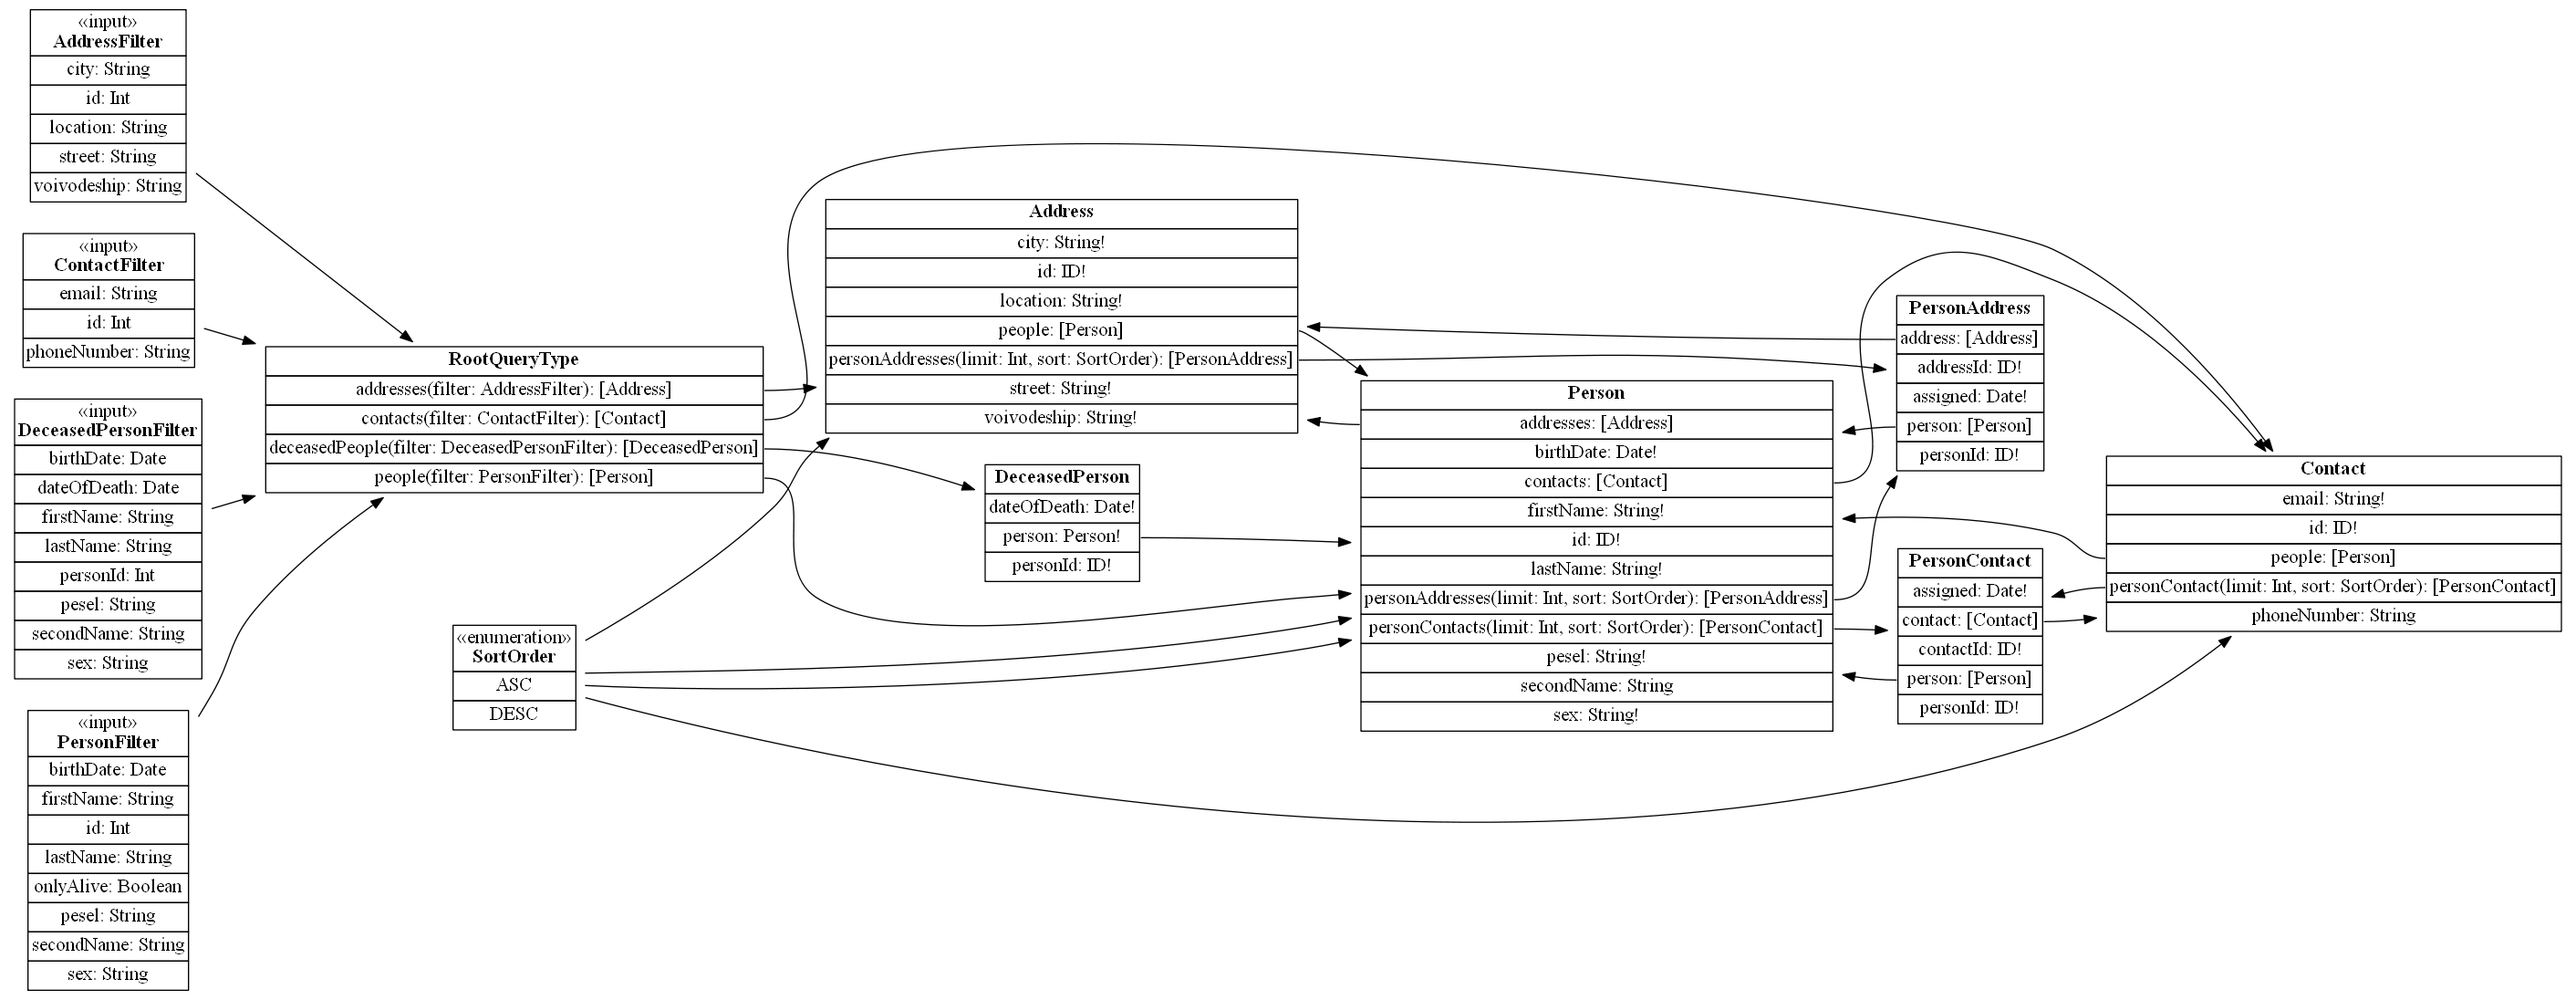 «input»
AddressFilter
city: String
id: Int
location: String
street: String
voivodeship: String
«input»
ContactFilter
email: String
id: Int
phoneNumber: String
«input»
DeceasedPersonFilter
birthDate: Date
dateOfDeath: Date
firstName: String
lastName: String
personId: Int
pesel: String
secondName: String
sex: String
«input»
PersonFilter
birthDate: Date
firstName: String
id: Int
lastName: String
onlyAlive: Boolean
pesel: String
secondName: String
sex: String
RootQueryType
addresses(filter: AddressFilter): [Address]
contacts(filter: ContactFilter): [Contact]
deceasedPeople(filter: DeceasedPersonFilter): [DeceasedPerson]
people(filter: PersonFilter): [Person]
«enumeration»
SortOrder
ASC
DESC
Address
city: String!
id: ID!
location: String!
people: [Person]
personAddresses(limit: Int, sort: SortOrder): [PersonAddress]
street: String!
voivodeship: String!
DeceasedPerson
dateOfDeath: Date!
person: Person!
personId: ID!
Person
addresses: [Address]
birthDate: Date!
contacts: [Contact]
firstName: String!
id: ID!
lastName: String!
personAddresses(limit: Int, sort: SortOrder): [PersonAddress]
personContacts(limit: Int, sort: SortOrder): [PersonContact]
pesel: String!
secondName: String
sex: String!
PersonAddress
address: [Address]
addressId: ID!
assigned: Date!
person: [Person]
personId: ID!
PersonContact
assigned: Date!
contact: [Contact]
contactId: ID!
person: [Person]
personId: ID!
Contact
email: String!
id: ID!
people: [Person]
personContact(limit: Int, sort: SortOrder): [PersonContact]
phoneNumber: String